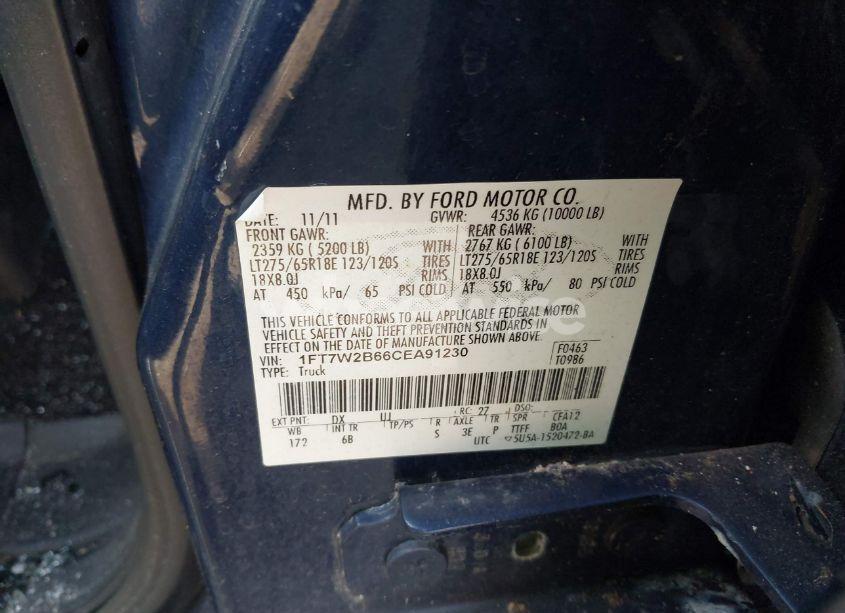 MFD. BY FORD MOTOR CO.
DATE: 11/11 GVWR: 4536 KG (10000 LB)
FRONT GAWR: REAR GAWR:
2359 KG ( 5200 LB) WITH 2767 KG ( 6100 LB) WITH
LT275/65R18E 123/120S TIRES LT275/65R18E 123/120S TIRES
18X8.0J RIMS 18X8.0J RIMS
AT 450 kPa/ 65 PSI COLD AT 550 kPa/ 80 PSI COLD
THIS VEHICLE CONFORMS TO ALL APPLICABLE FEDERAL MOTOR
VEHICLE SAFETY AND THEFT PREVENTION STANDARDS IN
EFFECT ON THE DATE OF MANUFACTURE SHOWN ABOVE.
VIN: 1FT7W2B66CEA91230 F0463
TYPE: Truck T0986
EXT PNT: DX RC: 27 DSO:
WB INT TR TP/PS R AXLE TR SPR CFA12
172 6B S 3E P TTFF BOA
UTC 5U5A-1520472-BA